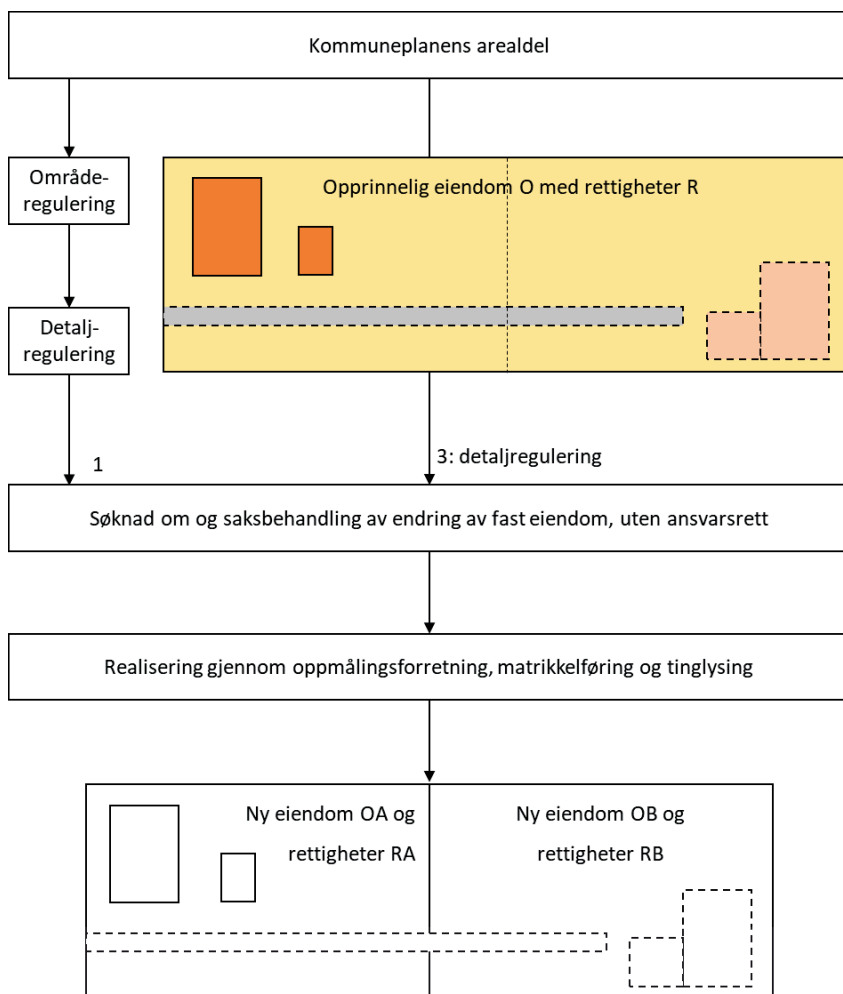 Kommuneplanens arealdel
Område-
regulering
Opprinnelig eiendom O med rettigheter R
Detalj-
regulering
1
3: detaljregulering
Søknad om og saksbehandling av endring av fast eiendom, uten ansvarsrett
Realisering gjennom oppmålingsforretning, matrikkelføring og tinglysing
Ny eiendom OA og
rettigheter RA
Ny eiendom OB og
rettigheter RB